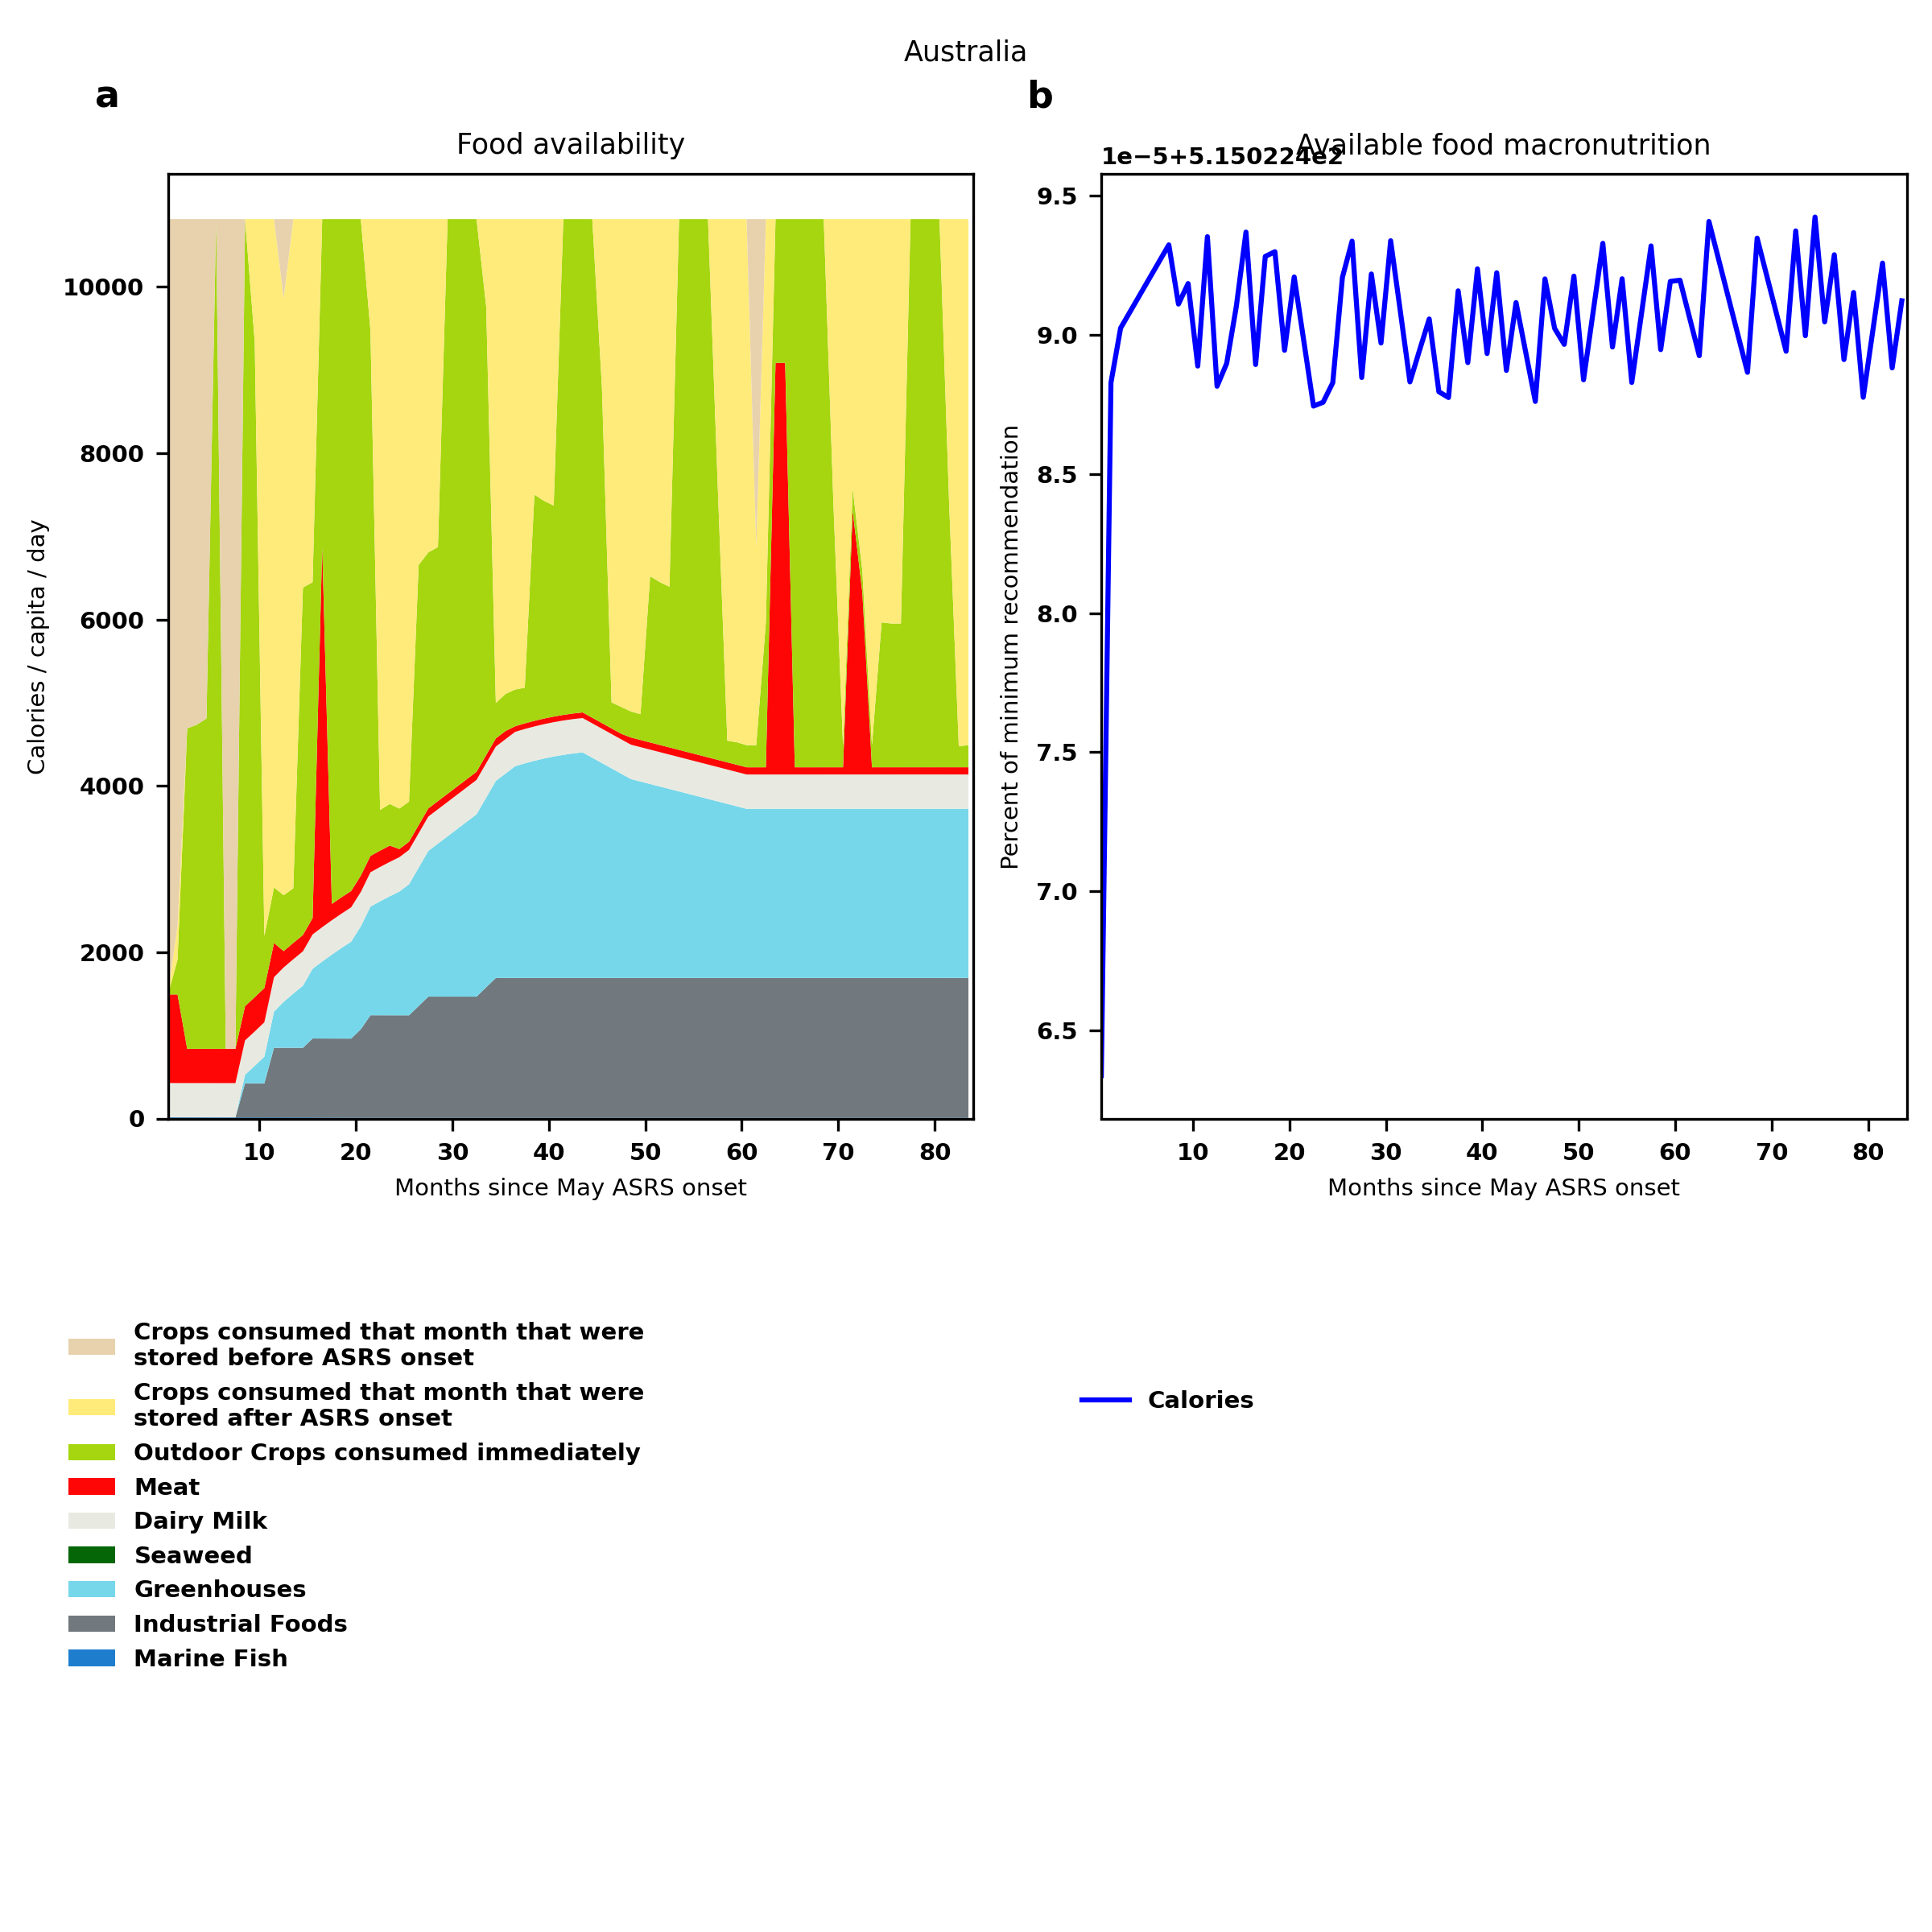 Australia
a
b
Food availability
Available food macronutrition
1e−5+5.150224e2
Calories / capita / day
10000
8000
6000
4000
2000
0
10 20 30 40 50 60 70 80
Months since May ASRS onset
Percent of minimum recommendation
9.5
9.0
8.5
8.0
7.5
7.0
6.5
10 20 30 40 50 60 70 80
Months since May ASRS onset
Crops consumed that month that were
stored before ASRS onset
Crops consumed that month that were
stored after ASRS onset
Outdoor Crops consumed immediately
Meat
Dairy Milk
Seaweed
Greenhouses
Industrial Foods
Marine Fish
Calories